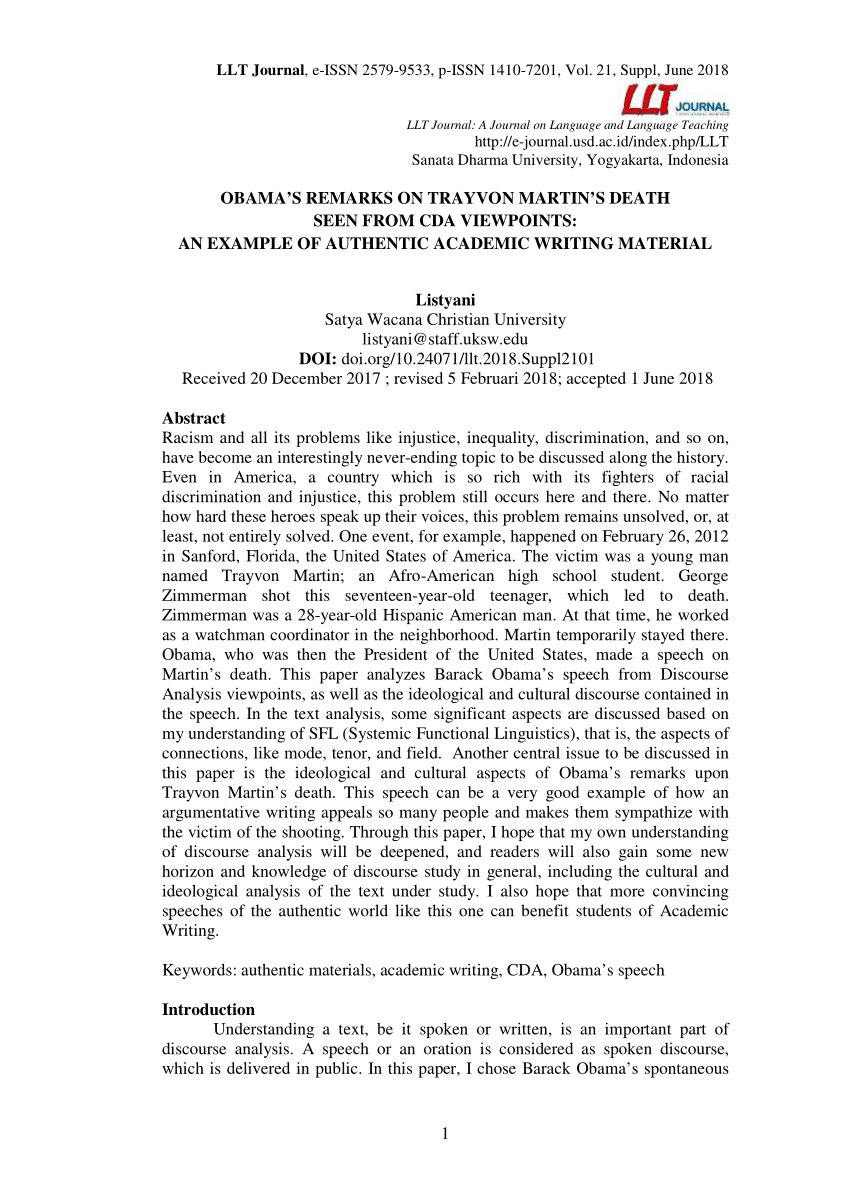 LLT Journal, e-ISSN 2579-9533, p-ISSN 1410-7201, Vol. 21, Suppl, June 2018
LLT JOURNAL
LLT Journal: A Journal on Language and Language Teaching
http://e-journal.usd.ac.id/index.php/LLT
Sanata Dharma University, Yogyakarta, Indonesia
OBAMA’S REMARKS ON TRAYVON MARTIN’S DEATH
SEEN FROM CDA VIEWPOINTS:
AN EXAMPLE OF AUTHENTIC ACADEMIC WRITING MATERIAL
Listyani
Satya Wacana Christian University
listyani@staff.uksw.edu
DOI: doi.org/10.24071/llt.2018.Suppl2101
Received 20 December 2017 ; revised 5 Februari 2018; accepted 1 June 2018
Abstract
Racism and all its problems like injustice, inequality, discrimination, and so on,
have become an interestingly never-ending topic to be discussed along the history.
Even in America, a country which is so rich with its fighters of racial
discrimination and injustice, this problem still occurs here and there. No matter
how hard these heroes speak up their voices, this problem remains unsolved, or, at
least, not entirely solved. One event, for example, happened on February 26, 2012
in Sanford, Florida, the United States of America. The victim was a young man
named Trayvon Martin; an Afro-American high school student. George
Zimmerman shot this seventeen-year-old teenager, which led to death.
Zimmerman was a 28-year-old Hispanic American man. At that time, he worked
as a watchman coordinator in the neighborhood. Martin temporarily stayed there.
Obama, who was then the President of the United States, made a speech on
Martin’s death. This paper analyzes Barack Obama’s speech from Discourse
Analysis viewpoints, as well as the ideological and cultural discourse contained in
the speech. In the text analysis, some significant aspects are discussed based on
my understanding of SFL (Systemic Functional Linguistics), that is, the aspects of
connections, like mode, tenor, and field. Another central issue to be discussed in
this paper is the ideological and cultural aspects of Obama’s remarks upon
Trayvon Martin’s death. This speech can be a very good example of how an
argumentative writing appeals so many people and makes them sympathize with
the victim of the shooting. Through this paper, I hope that my own understanding
of discourse analysis will be deepened, and readers will also gain some new
horizon and knowledge of discourse study in general, including the cultural and
ideological analysis of the text under study. I also hope that more convincing
speeches of the authentic world like this one can benefit students of Academic
Writing.
Keywords: authentic materials, academic writing, CDA, Obama’s speech
Introduction
Understanding a text, be it spoken or written, is an important part of
discourse analysis. A speech or an oration is considered as spoken discourse,
which is delivered in public. In this paper, I chose Barack Obama’s spontaneous
1